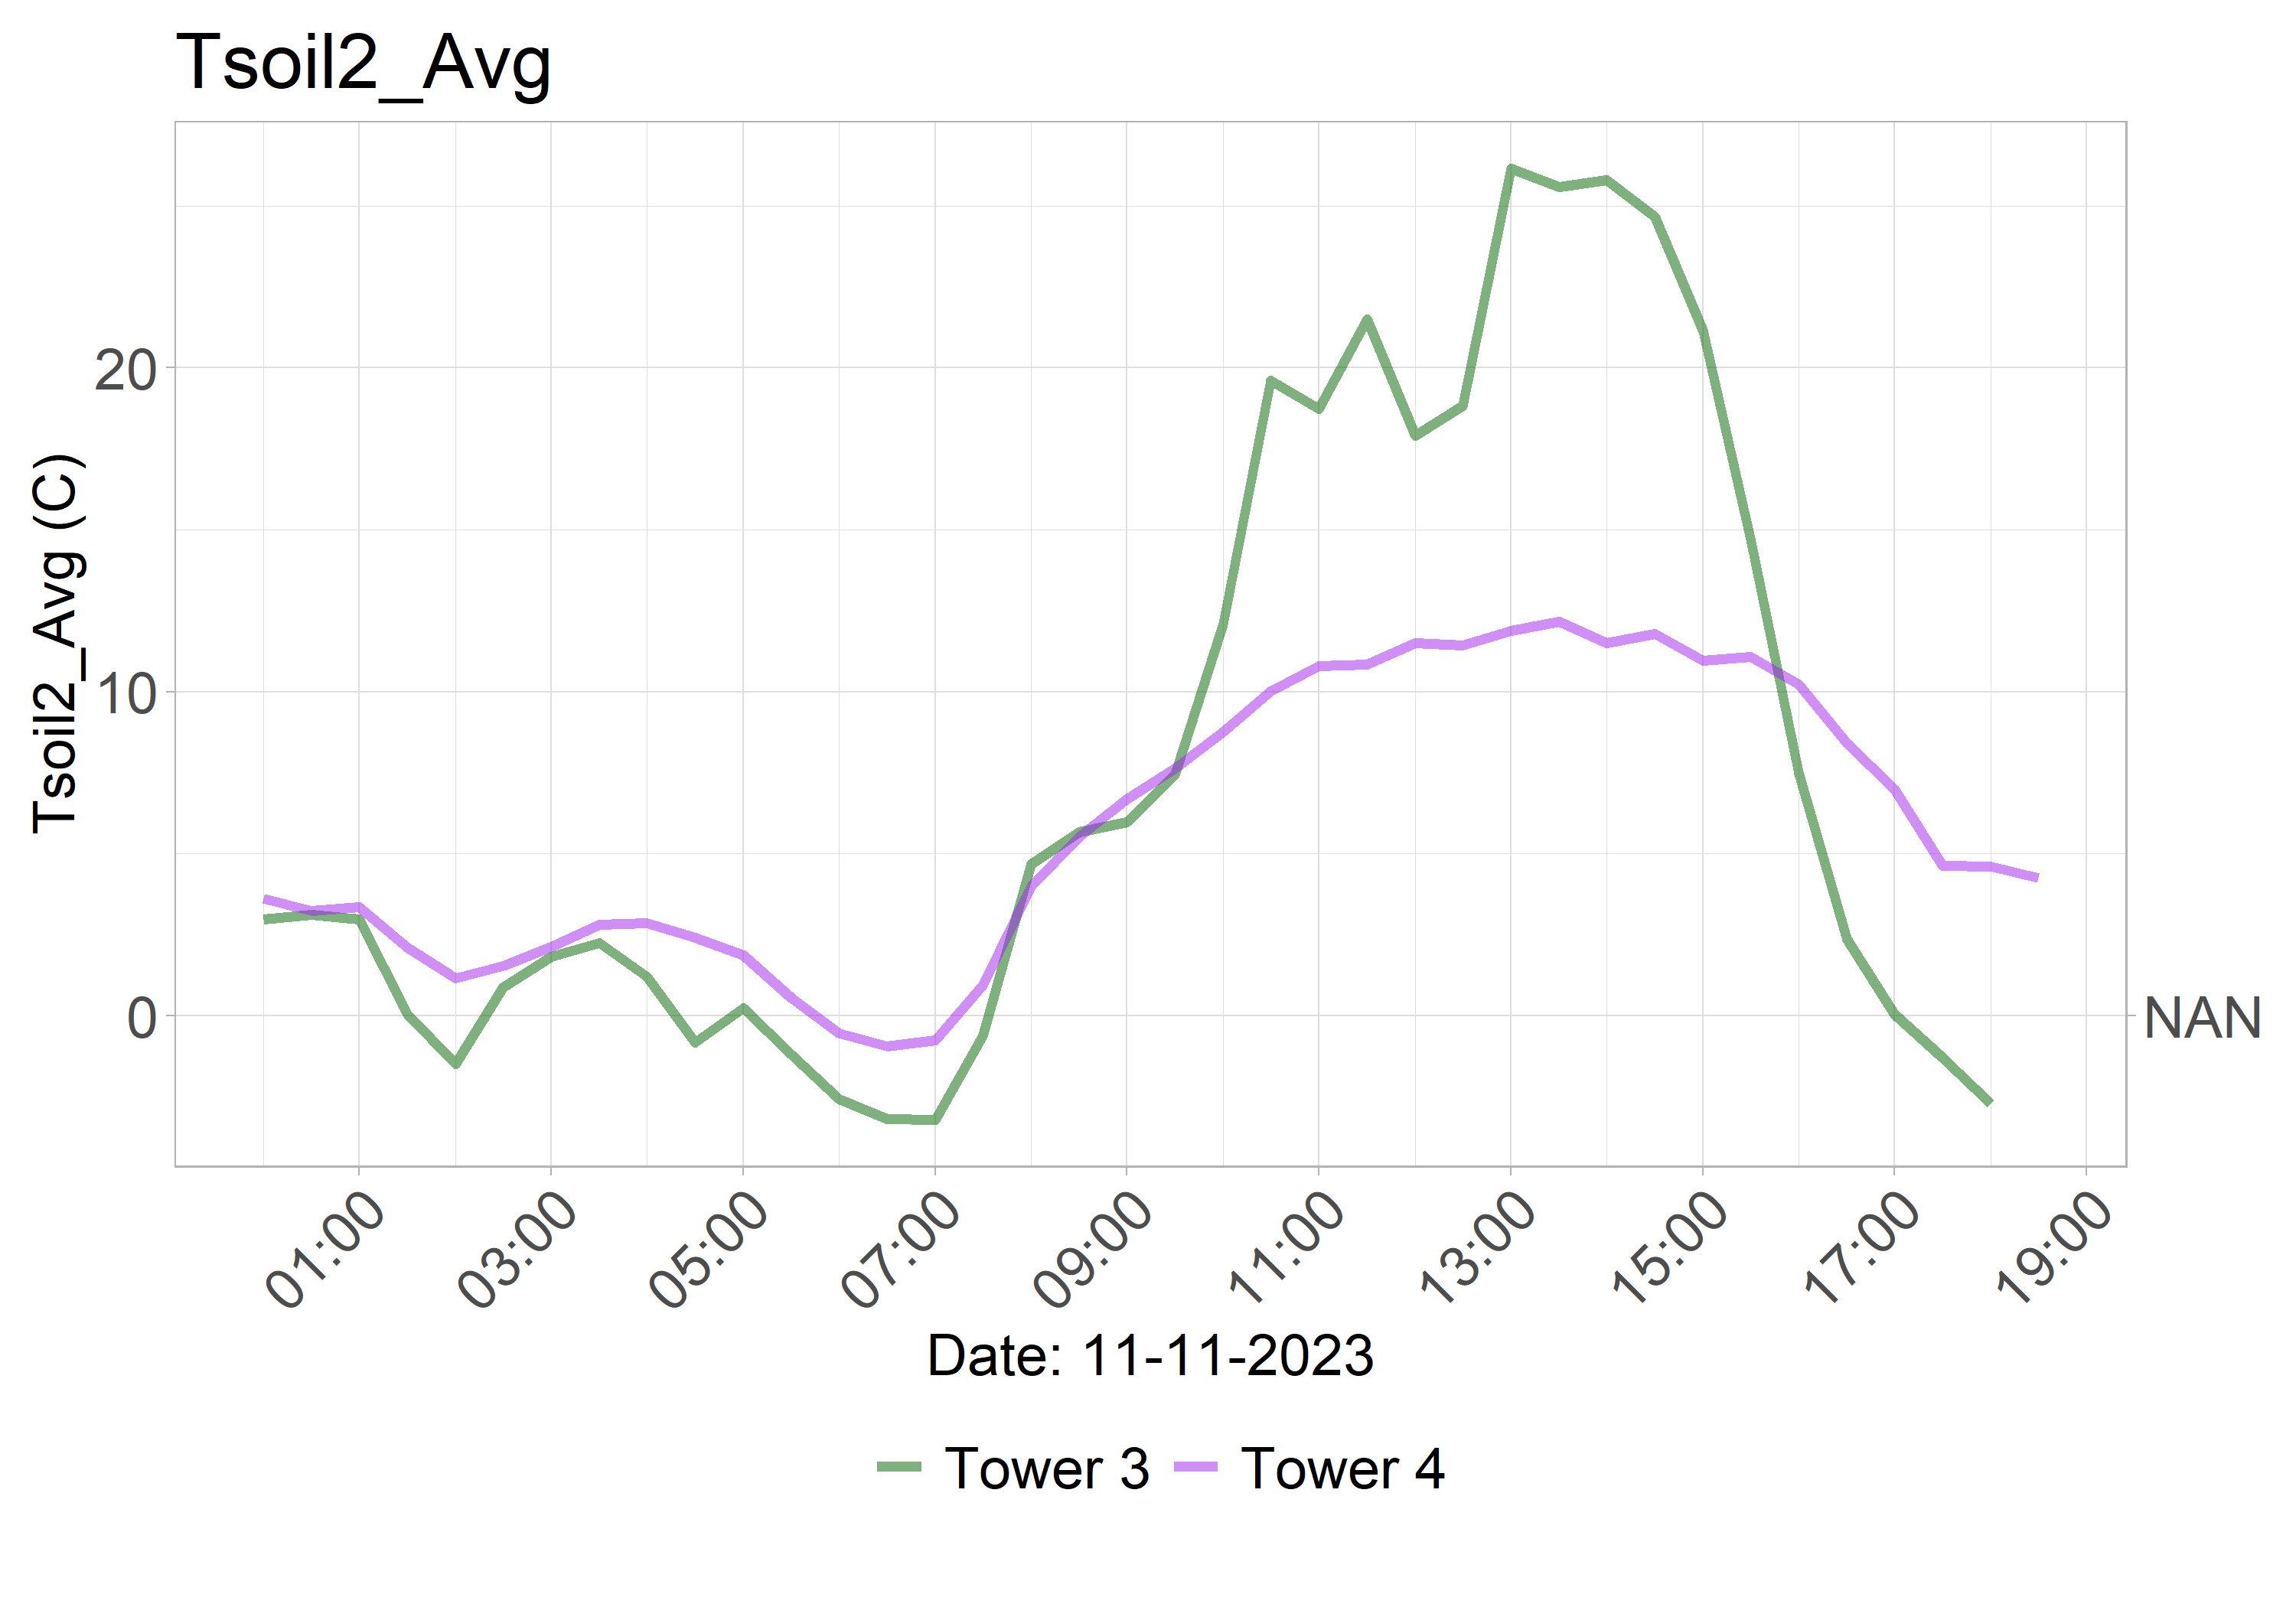 Tsoil2_Avg
Tsoil2_Avg (C)
20
10
0
NAN
01:00 03:00 05:00 07:00 09:00 11:00 13:00 15:00 17:00 19:00
Date: 11-11-2023
Tower 3 Tower 4